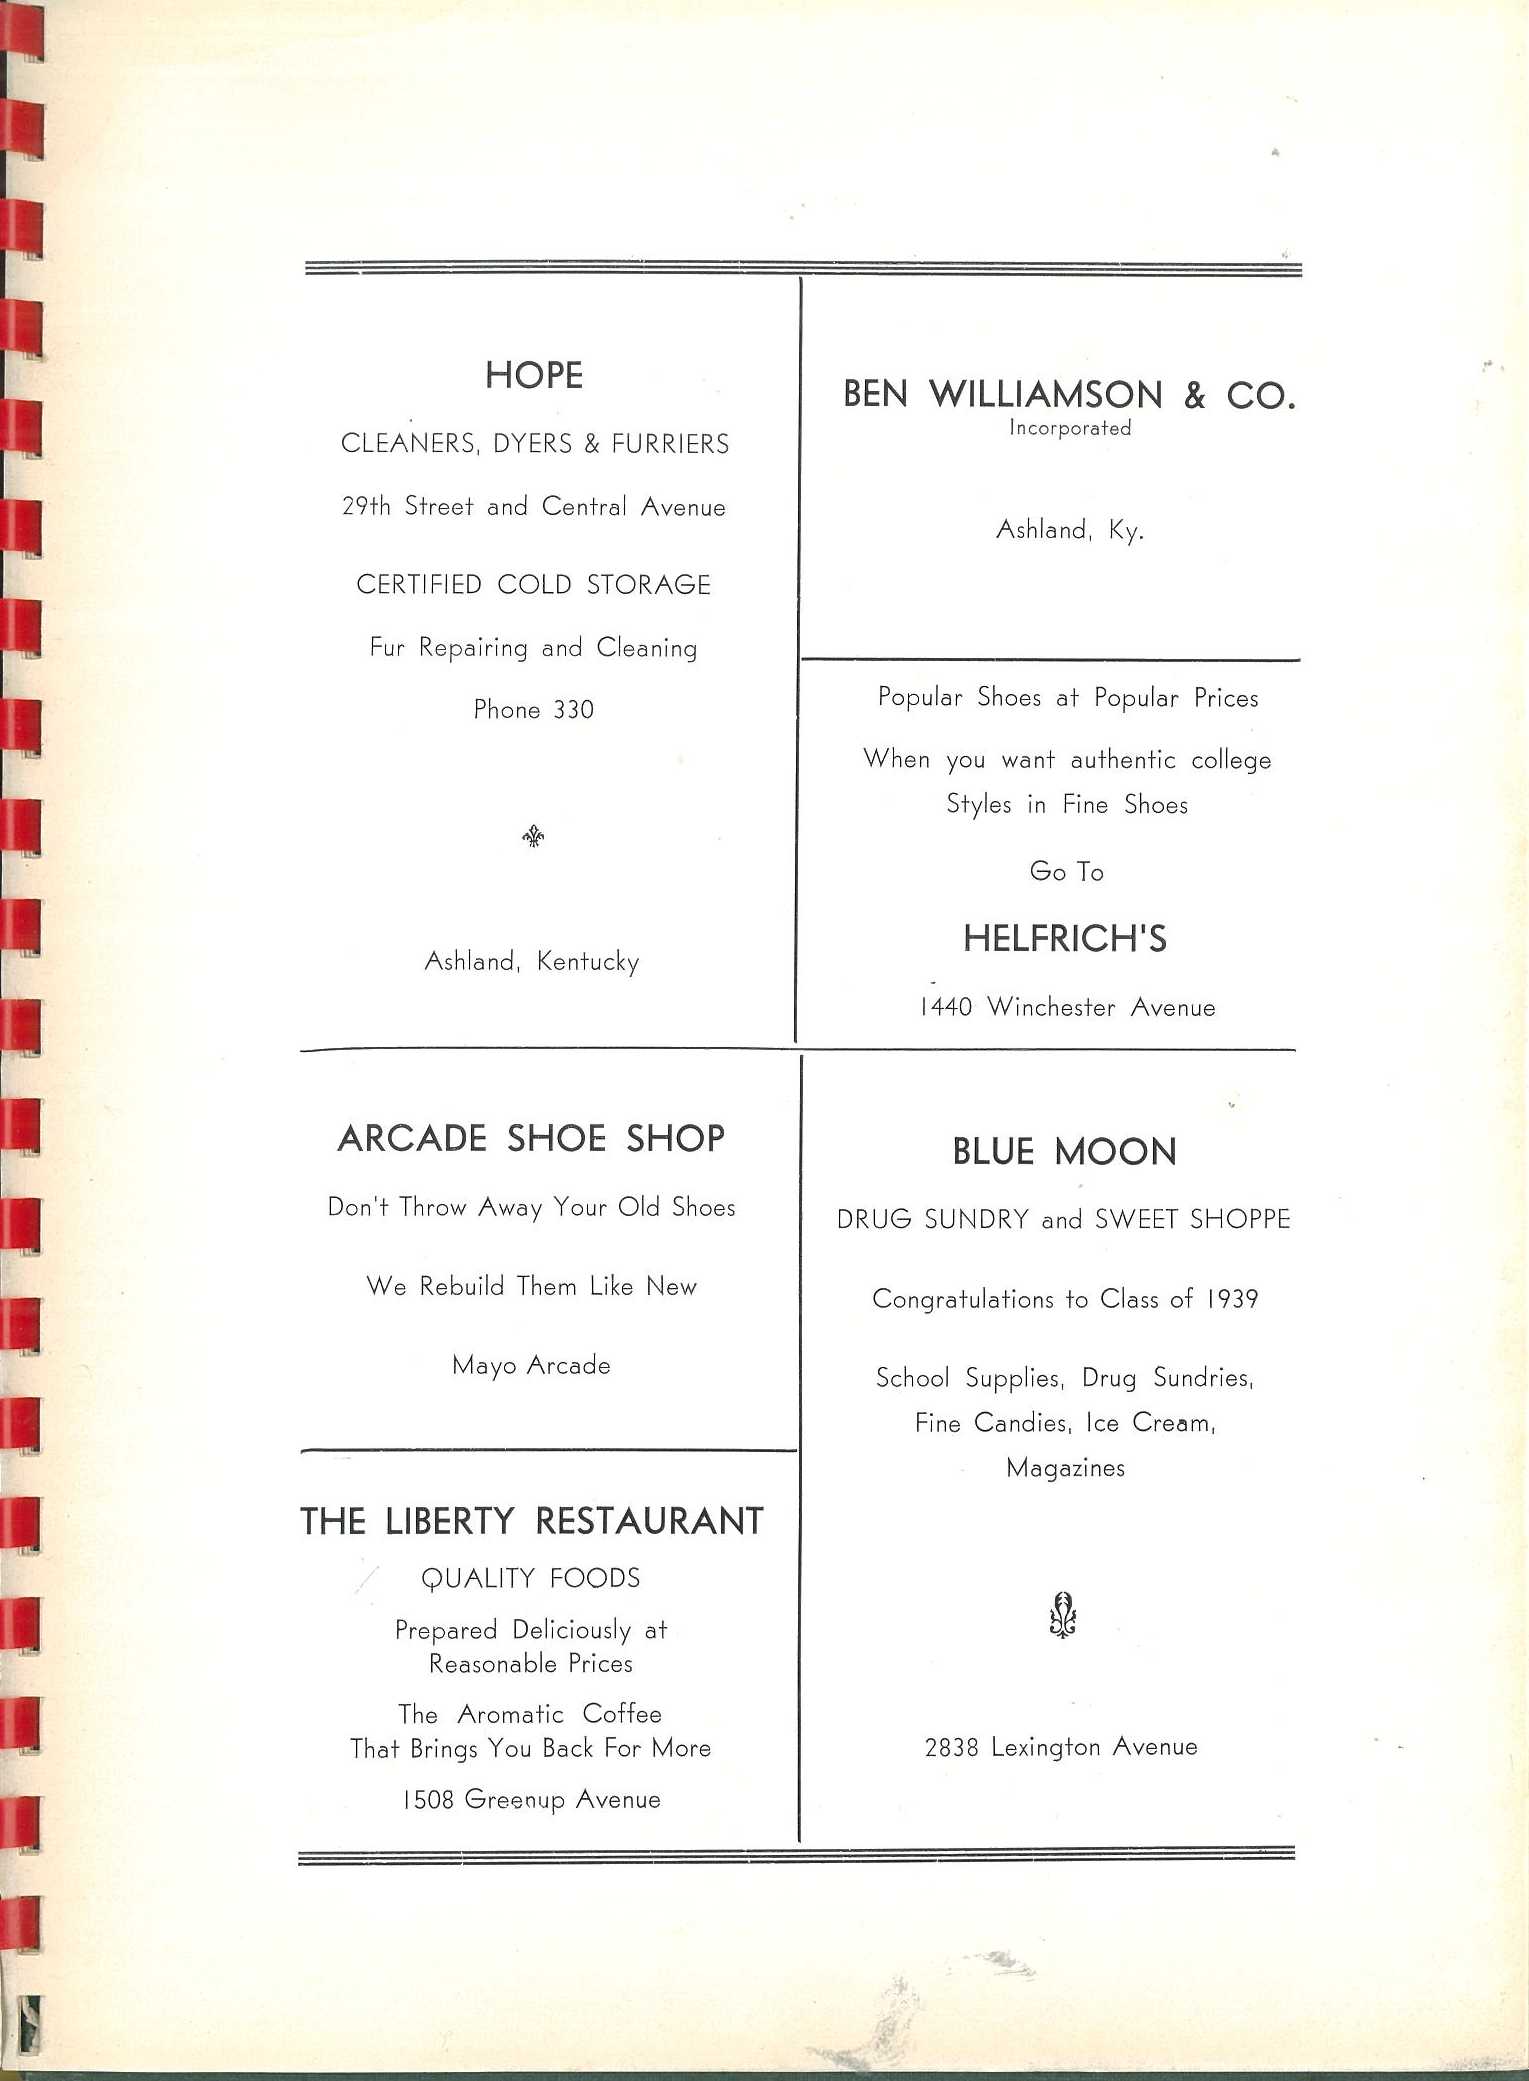 HOPE
CLEANERS, DYERS & FURRIERS
29th Street and Central Avenue
CERTIFIED COLD STORAGE
Fur Repairing and Cleaning
Phone 330
Ashland, Kentucky
BEN WILLIAMSON & CO.
Incorporated
Ashland, Ky.
Popular Shoes at Popular Prices
When you want authentic college
Styles in Fine Shoes
Go To
HELFRICH'S
1440 Winchester Avenue
ARCADE SHOE SHOP
Don't Throw Away Your Old Shoes
We Rebuild Them Like New
Mayo Arcade
THE LIBERTY RESTAURANT
QUALITY FOODS
Prepared Deliciously at
Reasonable Prices
The Aromatic Coffee
That Brings You Back For More
1508 Greenup Avenue
BLUE MOON
DRUG SUNDRY and SWEET SHOPPE
Congratulations to Class of 1939
School Supplies, Drug Sundries,
Fine Candies, Ice Cream,
Magazines
2838 Lexington Avenue